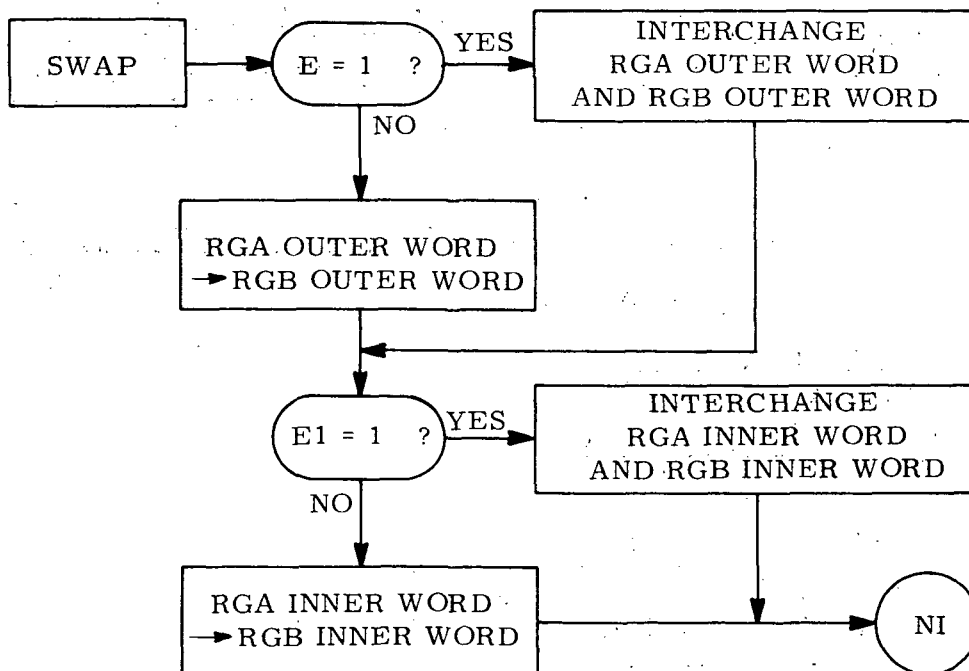 SWAP
E = 1 ?
YES
INTERCHANGE
RGA OUTER WORD
AND RGB OUTER WORD
NO
RGA OUTER WORD
→ RGB OUTER WORD
E1 = 1 ?
YES
INTERCHANGE
RGA INNER WORD
AND RGB INNER WORD
NO
RGA INNER WORD
→ RGB INNER WORD
NI